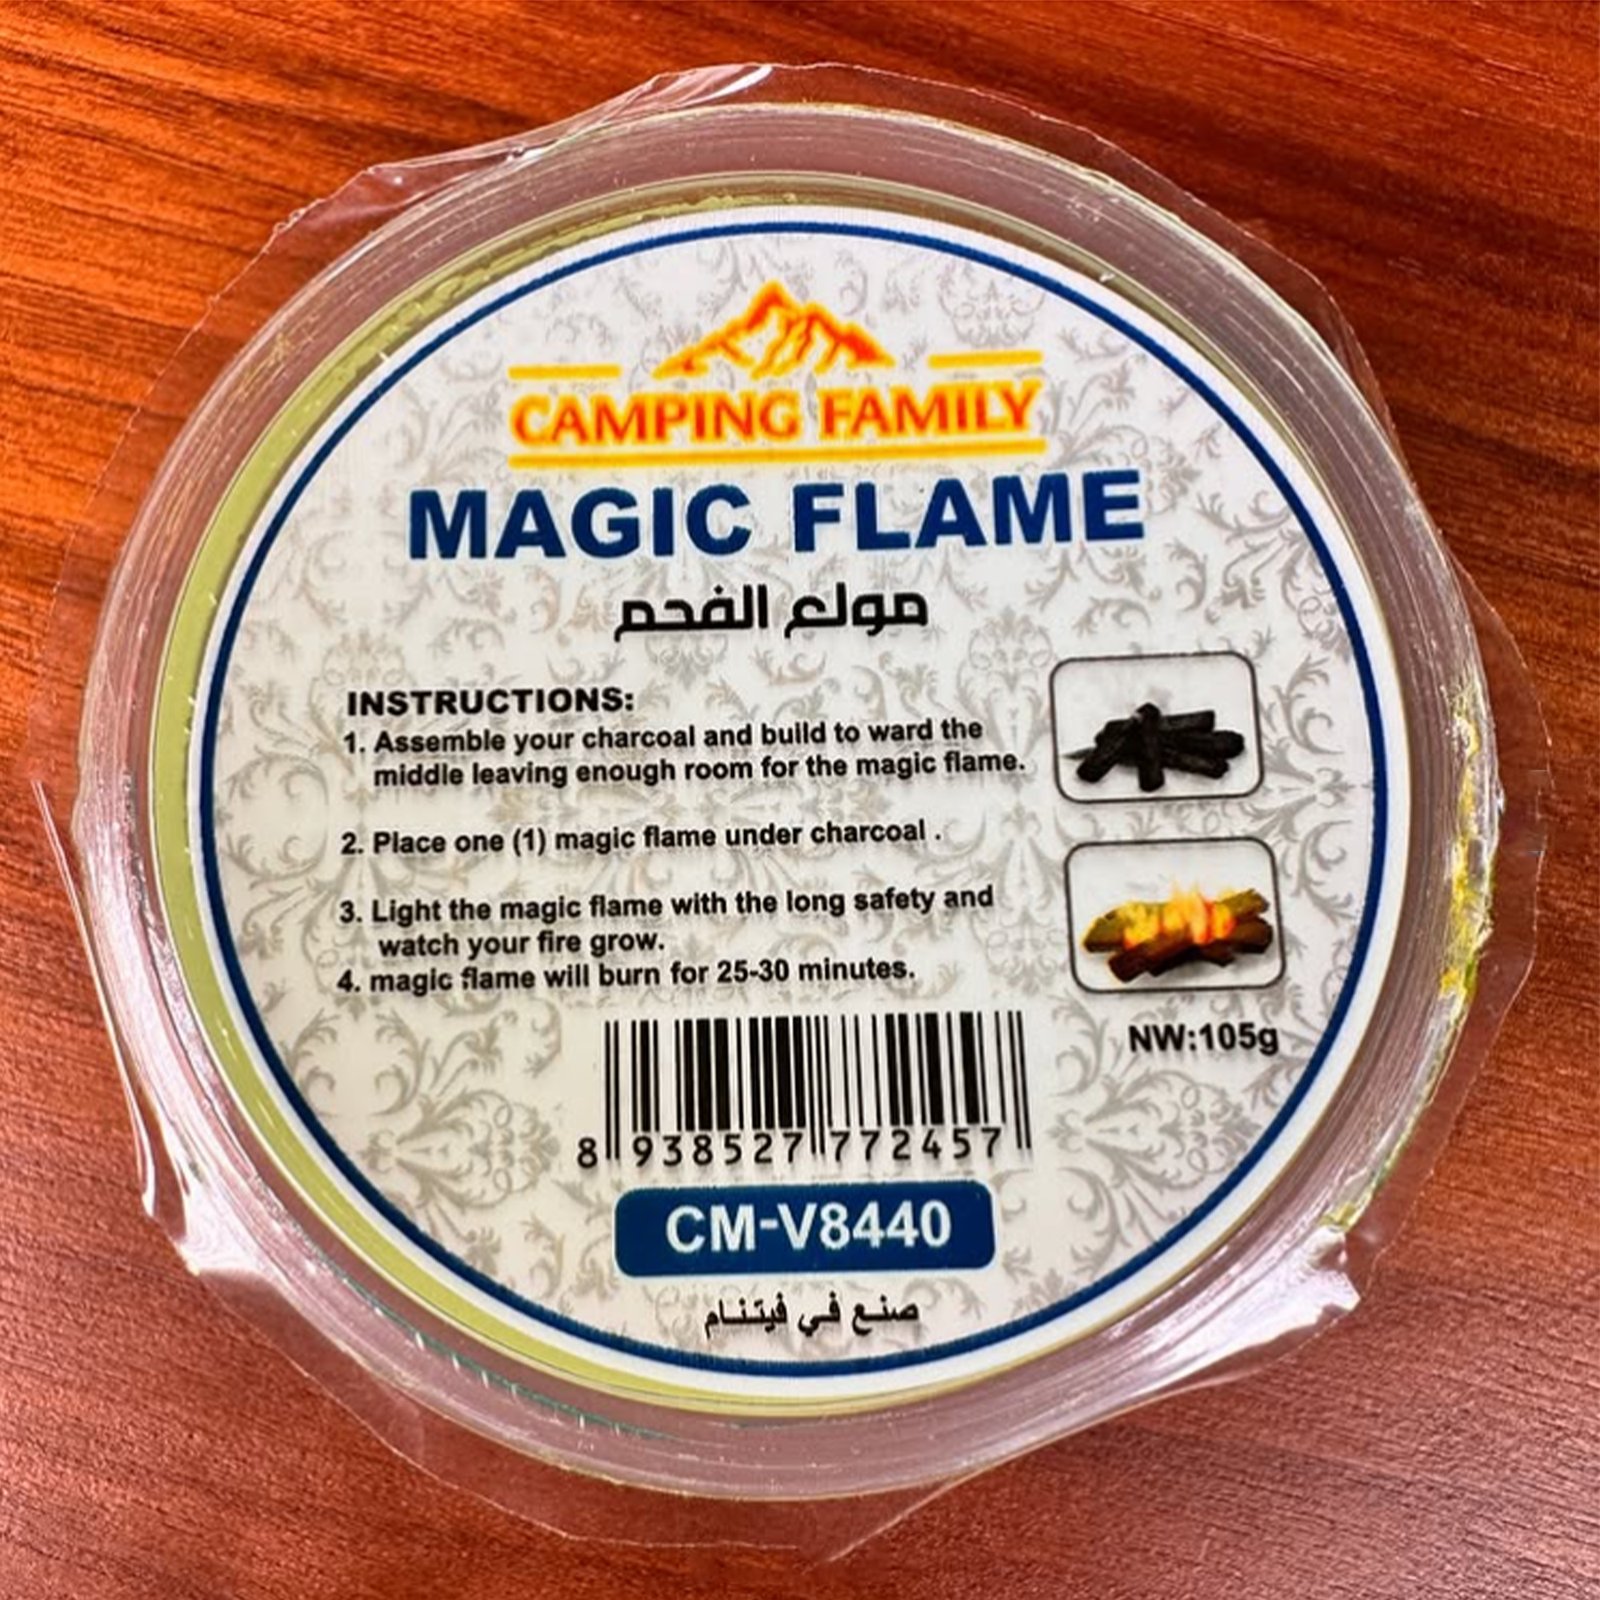 CAMPING FAMILY
MAGIC FLAME
مولع الفحم
INSTRUCTIONS:
1. Assemble your charcoal and build to ward the
middle leaving enough room for the magic flame.
2. Place one (1) magic flame under charcoal .
3. Light the magic flame with the long safety and
watch your fire grow.
4. magic flame will burn for 25-30 minutes.
NW:105g
8 938527 772457
CM-V8440
صنع في فيتنام